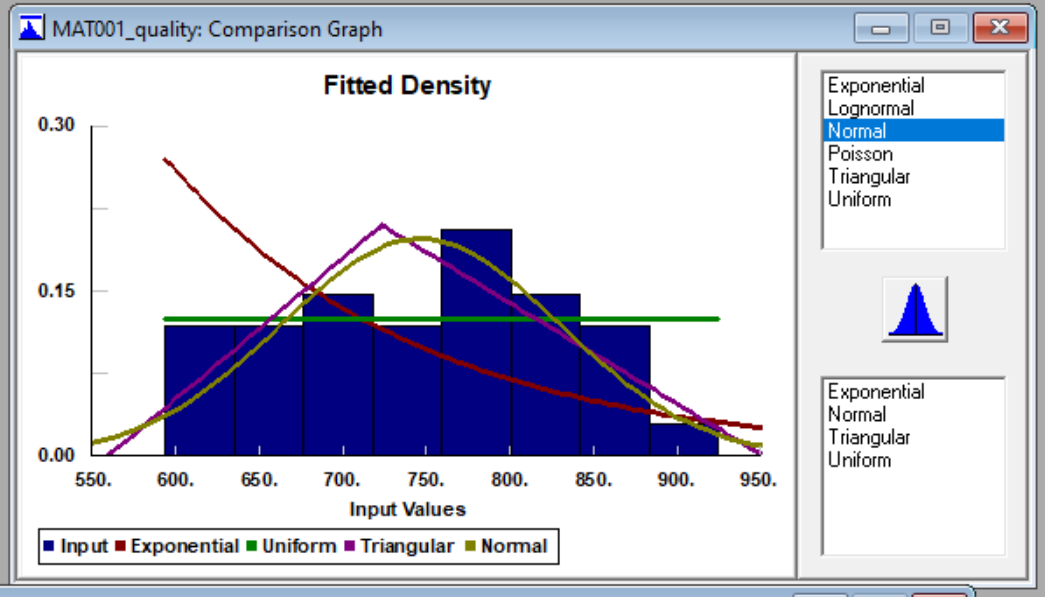 MAT001_quality: Comparison Graph
Fitted Density
0.30
0.15
0.00
550. 600. 650. 700. 750. 800. 850. 900. 950.
Input Values
Input Exponential Uniform Triangular Normal
Exponential
Lognormal
Normal
Poisson
Triangular
Uniform
Exponential
Normal
Triangular
Uniform